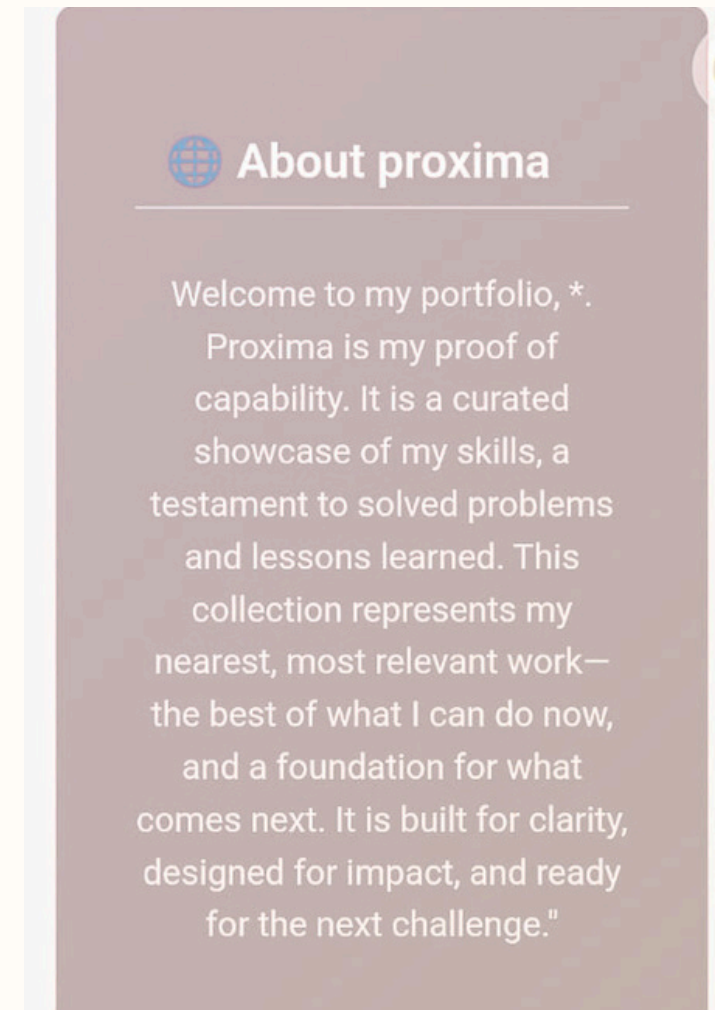 About proxima
Welcome to my portfolio, *.
Proxima is my proof of
capability. It is a curated
showcase of my skills, a
testament to solved problems
and lessons learned. This
collection represents my
nearest, most relevant work—
the best of what I can do now,
and a foundation for what
comes next. It is built for clarity,
designed for impact, and ready
for the next challenge."